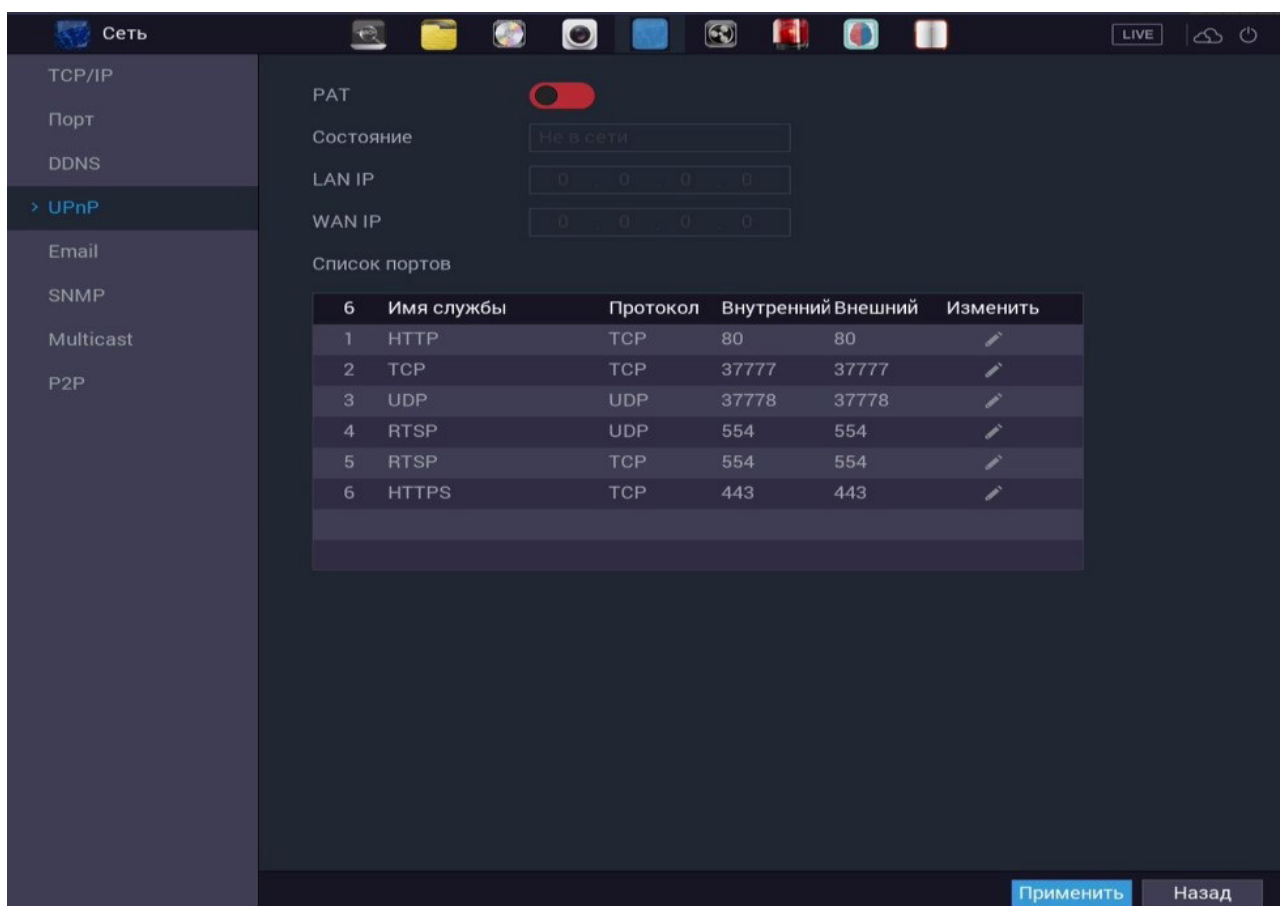 Сеть
LIVE
TCP/IP
Порт
DDNS
> UPnP
Email
SNMP
Multicast
P2P
PAT
Состояние Не в сети
LAN IP 0 . 0 . 0 . 0
WAN IP 0 . 0 . 0 . 0
Список портов
6 Имя службы Протокол Внутренний Внешний Изменить
1 HTTP TCP 80 80
2 TCP TCP 37777 37777
3 UDP UDP 37778 37778
4 RTSP UDP 554 554
5 RTSP TCP 554 554
6 HTTPS TCP 443 443
Применить Назад